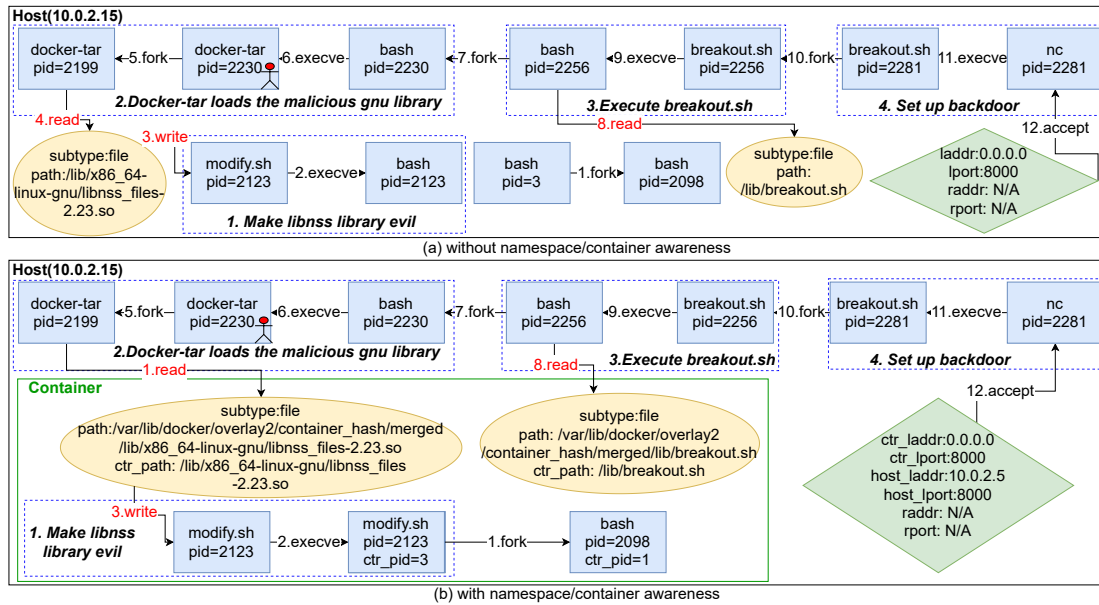 Host(10.0.2.15)
docker-tar
pid=2199
5.fork
docker-tar
pid=2230
6.execve
bash
pid=2230
7.fork
bash
pid=2256
9.execve
breakout.sh
pid=2256
10.fork
breakout.sh
pid=2281
11.execve
nc
pid=2281
2.Docker-tar loads the malicious gnu library
3.Execute breakout.sh
4. Set up backdoor
4.read
3.write
8.read
12.accept
subtype:file
path:/lib/x86_64-
linux-gnu/libnss_files-
2.23.so
modify.sh
pid=2123
2.execve
bash
pid=2123
bash
pid=3
1.fork
bash
pid=2098
subtype:file
path:
/lib/breakout.sh
laddr:0.0.0.0
lport:8000
raddr: N/A
rport: N/A
1. Make libnss library evil
(a) without namespace/container awareness
Host(10.0.2.15)
docker-tar
pid=2199
5.fork
docker-tar
pid=2230
6.execve
bash
pid=2230
7.fork
bash
pid=2256
9.execve
breakout.sh
pid=2256
10.fork
breakout.sh
pid=2281
11.execve
nc
pid=2281
2.Docker-tar loads the malicious gnu library
3.Execute breakout.sh
4. Set up backdoor
1.read
8.read
12.accept
Container
subtype:file
path:/var/lib/docker/overlay2/container_hash/merged
/lib/x86_64-linux-gnu/libnss_files-2.23.so
ctr_path: /lib/x86_64-linux-gnu/libnss_files
-2.23.so
subtype:file
path: /var/lib/docker/overlay2
/container_hash/merged/lib/breakout.sh
ctr_path: /lib/breakout.sh
ctr_laddr:0.0.0.0
ctr_lport:8000
host_laddr:10.0.2.5
host_lport:8000
raddr: N/A
rport: N/A
3.write
1. Make libnss
library evil
modify.sh
pid=2123
2.execve
modify.sh
pid=2123
ctr_pid=3
1.fork
bash
pid=2098
ctr_pid=1
(b) with namespace/container awareness